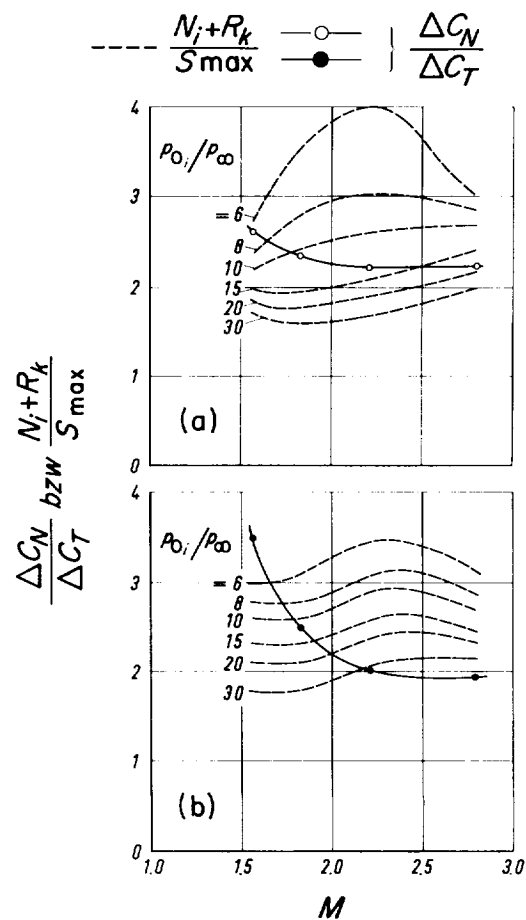 ---- N_i+R_k / S max —○— —●— } ΔC_N / ΔC_T
4
p_0i/p_∞
3
= 6
8
10
2
15
20
30
1
(a)
0
ΔC_N / ΔC_T bzw N_i+R_k / S max
4
p_0i/p_∞
3
= 6
8
10
15
2
20
30
1
(b)
0
1.0 1.5 2.0 2.5 3.0
M